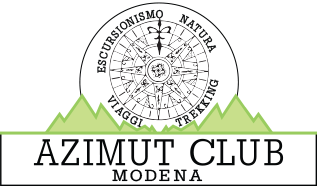 ESCURSIONISMO NATURA
VIAGGI TREKKING
AZIMUT CLUB
MODENA